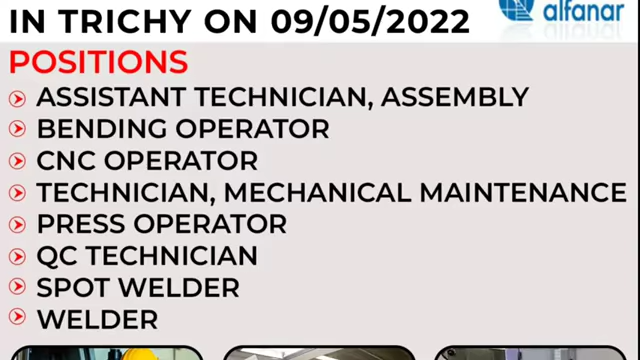 IN TRICHY ON 09/05/2022
alfanar
POSITIONS
ASSISTANT TECHNICIAN, ASSEMBLY
BENDING OPERATOR
CNC OPERATOR
TECHNICIAN, MECHANICAL MAINTENANCE
PRESS OPERATOR
QC TECHNICIAN
SPOT WELDER
WELDER